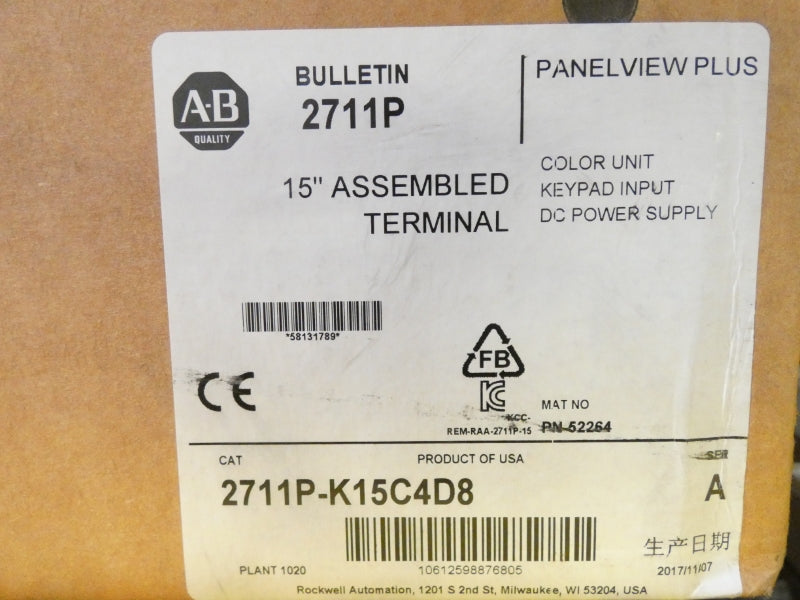 A-B
QUALITY
BULLETIN
2711P
PANELVIEW PLUS
15" ASSEMBLED
TERMINAL
COLOR UNIT
KEYPAD INPUT
DC POWER SUPPLY
*58131789*
CE
FB
KC
KCC-
REM-RAA-2711P-15
MAT NO
PN-52264
CAT
PRODUCT OF USA
SER
2711P-K15C4D8
A
生产日期
PLANT 1020
10612598876805
2017/11/07
Rockwell Automation, 1201 S 2nd St, Milwaukee, WI 53204, USA